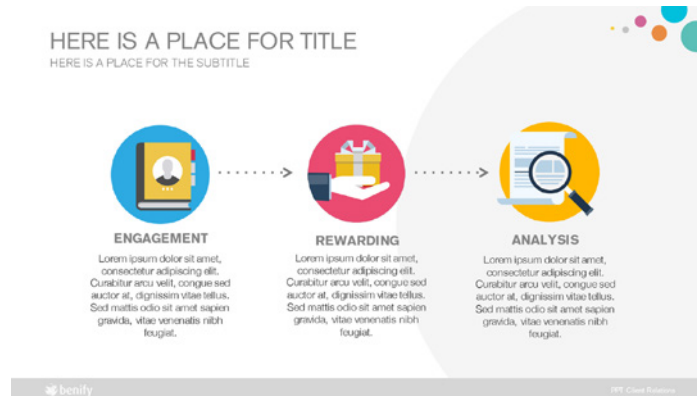 HERE IS A PLACE FOR TITLE
HERE IS A PLACE FOR THE SUBTITLE
ENGAGEMENT
Lorem ipsum dolor sit amet,
consectetur adipiscing elit.
Curabitur arcu velit, congue sed
auctor at, dignissim vitae tellus.
Sed mattis odio sit amet sapien
gravida, vitae venenatis nibh
feugiat.
REWARDING
Lorem ipsum dolor sit amet,
consectetur adipiscing elit.
Curabitur arcu velit, congue sed
auctor at, dignissim vitae tellus.
Sed mattis odio sit amet sapien
gravida, vitae venenatis nibh
feugiat.
ANALYSIS
Lorem ipsum dolor sit amet,
consectetur adipiscing elit.
Curabitur arcu velit, congue sed
auctor at, dignissim vitae tellus.
Sed mattis odio sit amet sapien
gravida, vitae venenatis nibh
feugiat.
benify
PPT Client Relations